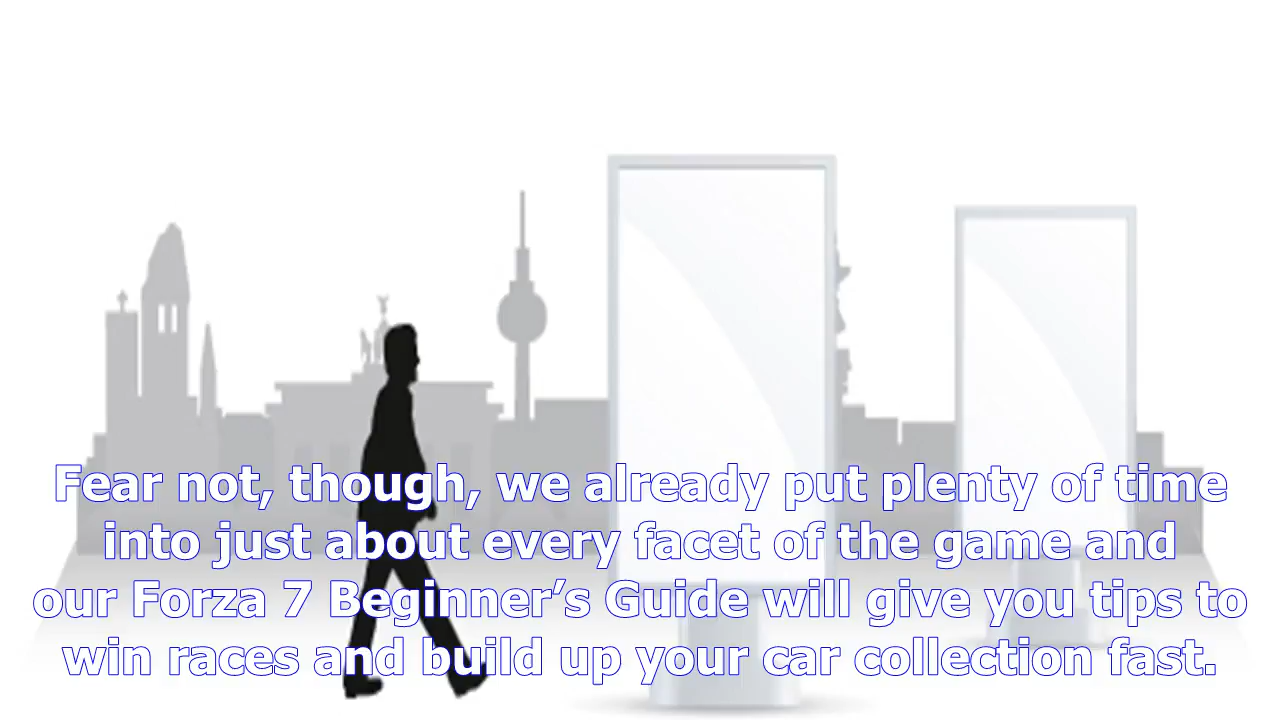 Fear not, though, we already put plenty of time
into just about every facet of the game and
our Forza 7 Beginner’s Guide will give you tips to
win races and build up your car collection fast.